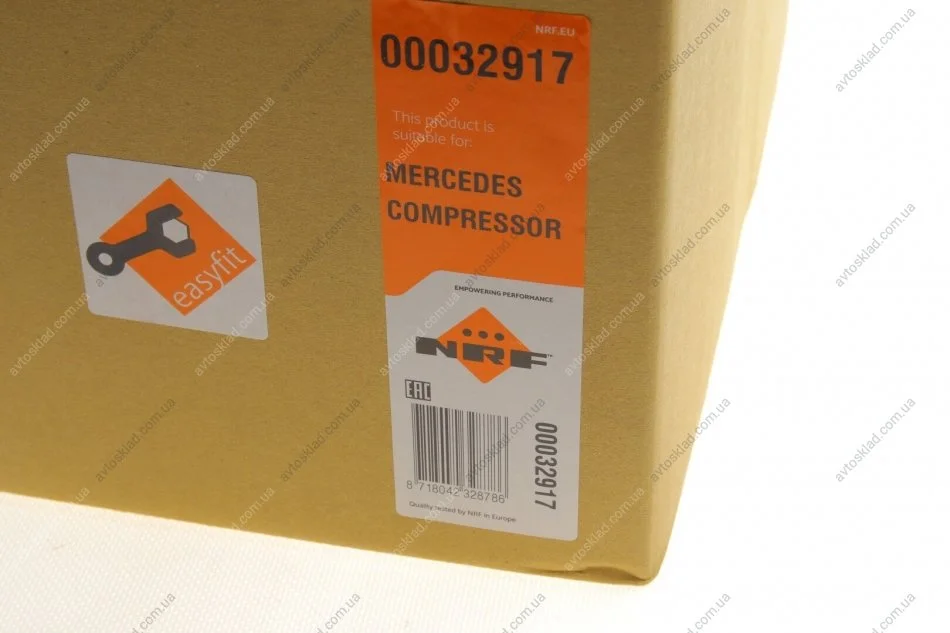 NRF.EU
00032917
This product is
suitable for:
MERCEDES
COMPRESSOR
easyfit
EMPOWERING PERFORMANCE
NRF™
EAC
8 718042 328786
00032917
Quality tested by NRF in Europe
avtosklad.com.ua